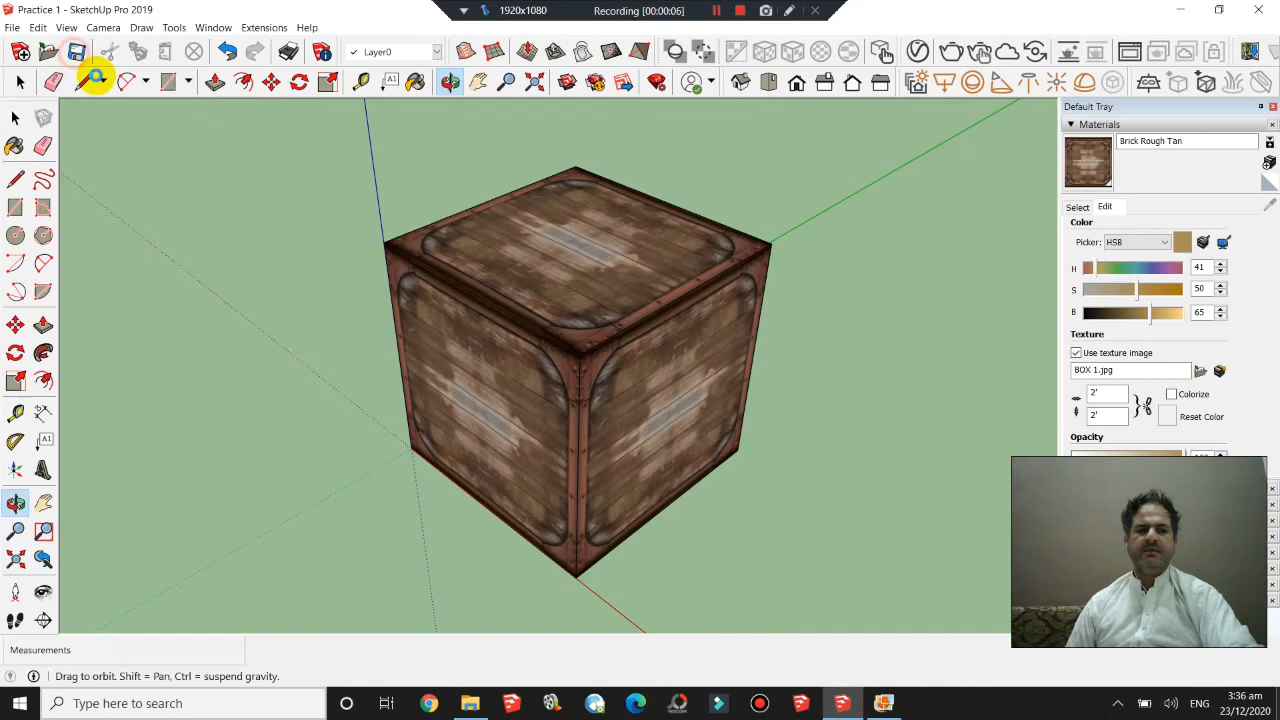 Practice 1 - SketchUp Pro 2019
1920x1080
Recording [00:00:06]
File Edit View Camera Draw Tools Window Extensions Help
Layer0
A1
Default Tray
Materials
Brick Rough Tan
Select Edit
Color
Picker: HSB
H 41
S 50
B 65
Texture
Use texture image
BOX 1.jpg
2' Colorize
2' Reset Color
Opacity
A1
Measurements
Drag to orbit. Shift = Pan, Ctrl = suspend gravity.
Type here to search
ENG
3:36 am
23/12/2020